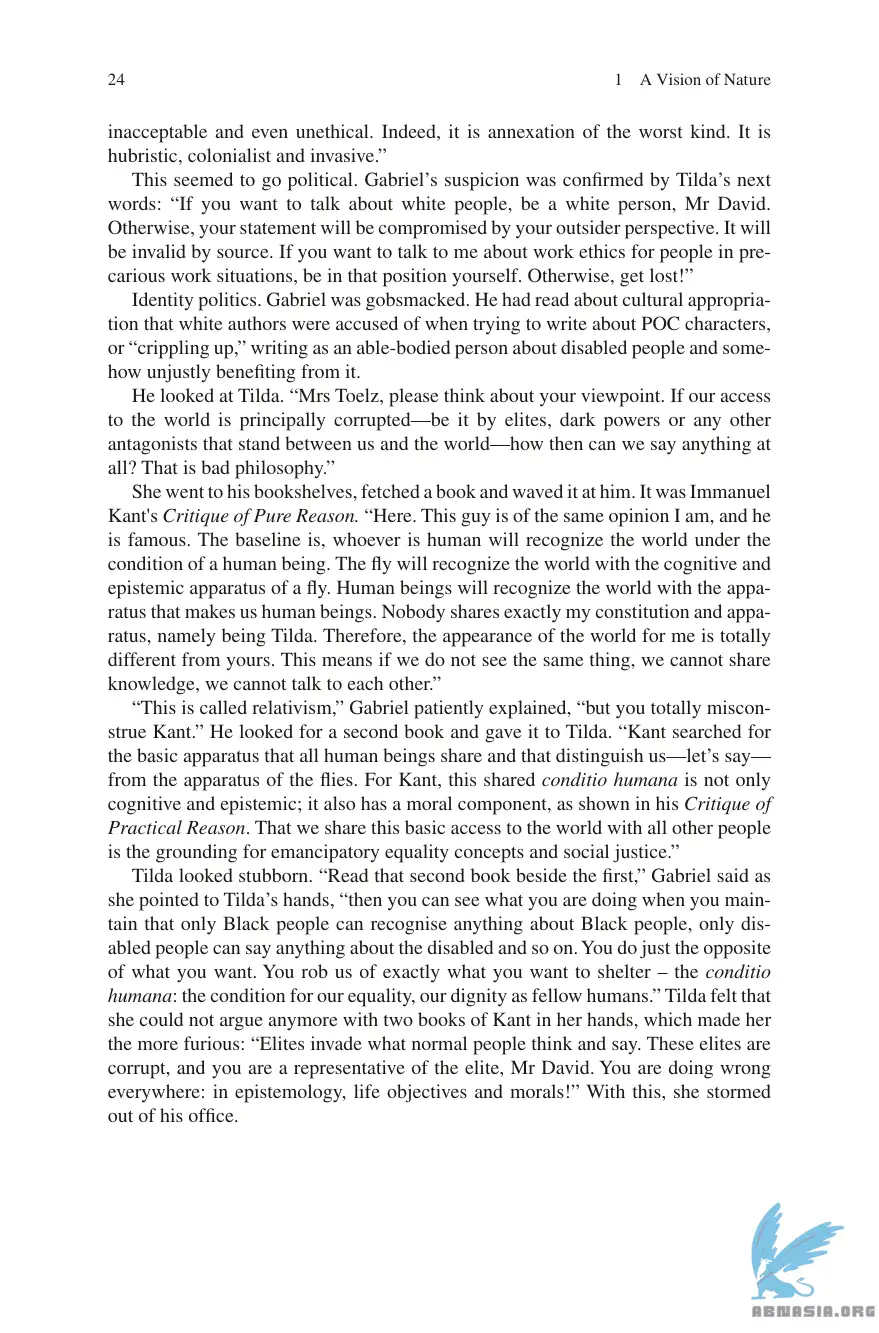 24 1 A Vision of Nature
inacceptable and even unethical. Indeed, it is annexation of the worst kind. It is
hubristic, colonialist and invasive.”
This seemed to go political. Gabriel’s suspicion was confirmed by Tilda’s next
words: “If you want to talk about white people, be a white person, Mr David.
Otherwise, your statement will be compromised by your outsider perspective. It will
be invalid by source. If you want to talk to me about work ethics for people in pre-
carious work situations, be in that position yourself. Otherwise, get lost!”
Identity politics. Gabriel was gobsmacked. He had read about cultural appropria-
tion that white authors were accused of when trying to write about POC characters,
or “crippling up,” writing as an able-bodied person about disabled people and some-
how unjustly benefiting from it.
He looked at Tilda. “Mrs Toelz, please think about your viewpoint. If our access
to the world is principally corrupted—be it by elites, dark powers or any other
antagonists that stand between us and the world—how then can we say anything at
all? That is bad philosophy.”
She went to his bookshelves, fetched a book and waved it at him. It was Immanuel
Kant's Critique of Pure Reason. “Here. This guy is of the same opinion I am, and he
is famous. The baseline is, whoever is human will recognize the world under the
condition of a human being. The fly will recognize the world with the cognitive and
epistemic apparatus of a fly. Human beings will recognize the world with the appa-
ratus that makes us human beings. Nobody shares exactly my constitution and appa-
ratus, namely being Tilda. Therefore, the appearance of the world for me is totally
different from yours. This means if we do not see the same thing, we cannot share
knowledge, we cannot talk to each other.”
“This is called relativism,” Gabriel patiently explained, “but you totally miscon-
strue Kant.” He looked for a second book and gave it to Tilda. “Kant searched for
the basic apparatus that all human beings share and that distinguish us—let’s say—
from the apparatus of the flies. For Kant, this shared conditio humana is not only
cognitive and epistemic; it also has a moral component, as shown in his Critique of
Practical Reason. That we share this basic access to the world with all other people
is the grounding for emancipatory equality concepts and social justice.”
Tilda looked stubborn. “Read that second book beside the first,” Gabriel said as
she pointed to Tilda’s hands, “then you can see what you are doing when you main-
tain that only Black people can recognise anything about Black people, only dis-
abled people can say anything about the disabled and so on. You do just the opposite
of what you want. You rob us of exactly what you want to shelter – the conditio
humana: the condition for our equality, our dignity as fellow humans.” Tilda felt that
she could not argue anymore with two books of Kant in her hands, which made her
the more furious: “Elites invade what normal people think and say. These elites are
corrupt, and you are a representative of the elite, Mr David. You are doing wrong
everywhere: in epistemology, life objectives and morals!” With this, she stormed
out of his office.
ABNASIA.ORG